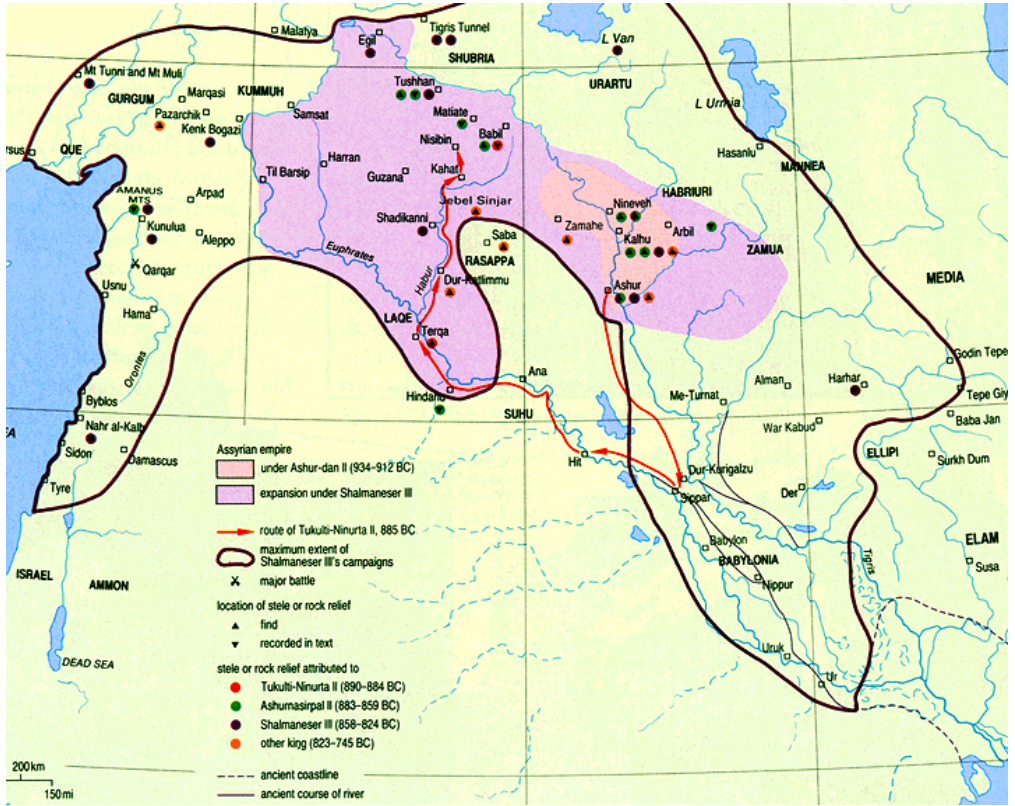 Malatya
Tigris Tunnel
L Van
Egil
SHUBRIA
URARTU
Mt Tunni and Mt Muli
KUMMUH
Tushhan
L Urmia
GURGUM
Marqasi
Samsat
Matiate
Pazarchik
Kenk Bogazi
Nisibin
Babil
Hasanlu
MANNEA
rsus
QUE
Til Barsip
Harran
Guzana
Kahat
HABRIURI
AMANUS
MTS
Arpad
Jebel Sinjar
Nineveh
Kunulua
Aleppo
Shadikanni
Saba
Zamahe
Kalhu
Arbil
ZAMUA
Euphrates
RASAPPA
Qarqar
Habur
Dur-Katlimmu
Ashur
MEDIA
Usnu
Hama
LAQE
Terqa
Orontes
Godin Tepe
Hindanu
Ana
Alman
Harhar
Tepe Giy
Byblos
SUHU
Me-Turnat
War Kabud
Baba Jan
EA
Nahr al-Kalb
Sidon
Damascus
Hit
Dur-Kurigalzu
ELLIPI
Surkh Dum
Tyre
Sippar
Der
Babylon
BABYLONIA
Tigris
ELAM
Susa
Nippur
ISRAEL
AMMON
DEAD SEA
Uruk
Ur
Assyrian empire
under Ashur-dan II (934–912 BC)
expansion under Shalmaneser III
route of Tukulti-Ninurta II, 885 BC
maximum extent of
Shalmaneser III's campaigns
major battle
location of stele or rock relief
find
recorded in text
stele or rock relief attributed to
Tukulti-Ninurta II (890–884 BC)
Ashurnasirpal II (883–859 BC)
Shalmaneser III (858–824 BC)
other king (823–745 BC)
ancient coastline
ancient course of river
200km
150mi